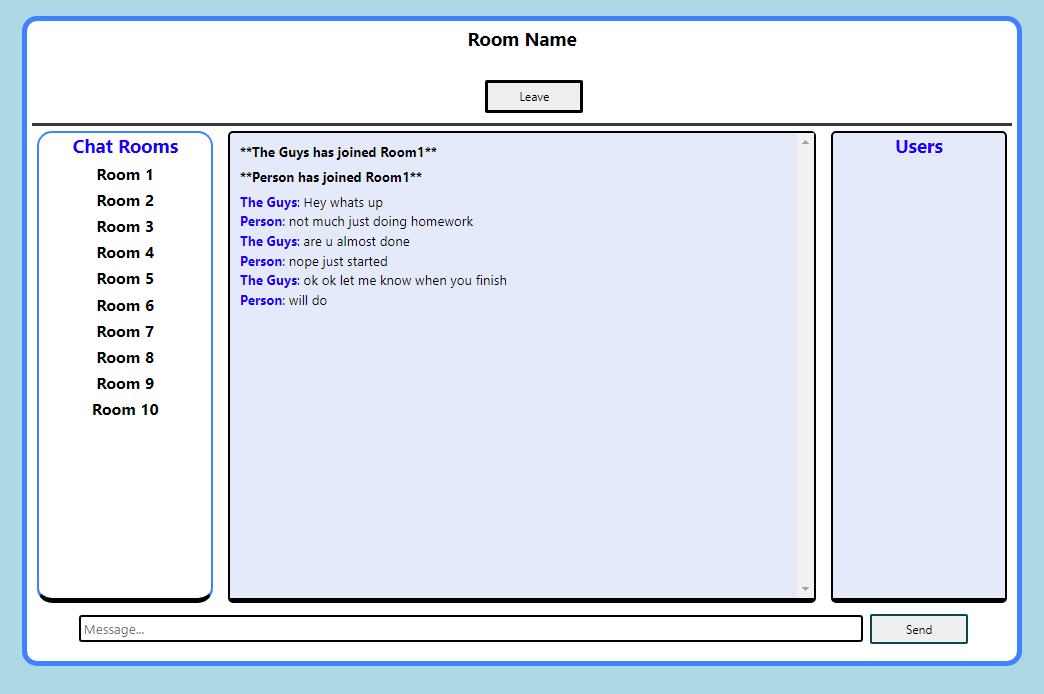 Room Name
Leave
Chat Rooms
Room 1
Room 2
Room 3
Room 4
Room 5
Room 6
Room 7
Room 8
Room 9
Room 10
**The Guys has joined Room1**
**Person has joined Room1**
The Guys: Hey whats up
Person: not much just doing homework
The Guys: are u almost done
Person: nope just started
The Guys: ok ok let me know when you finish
Person: will do
Users
Message...
Send